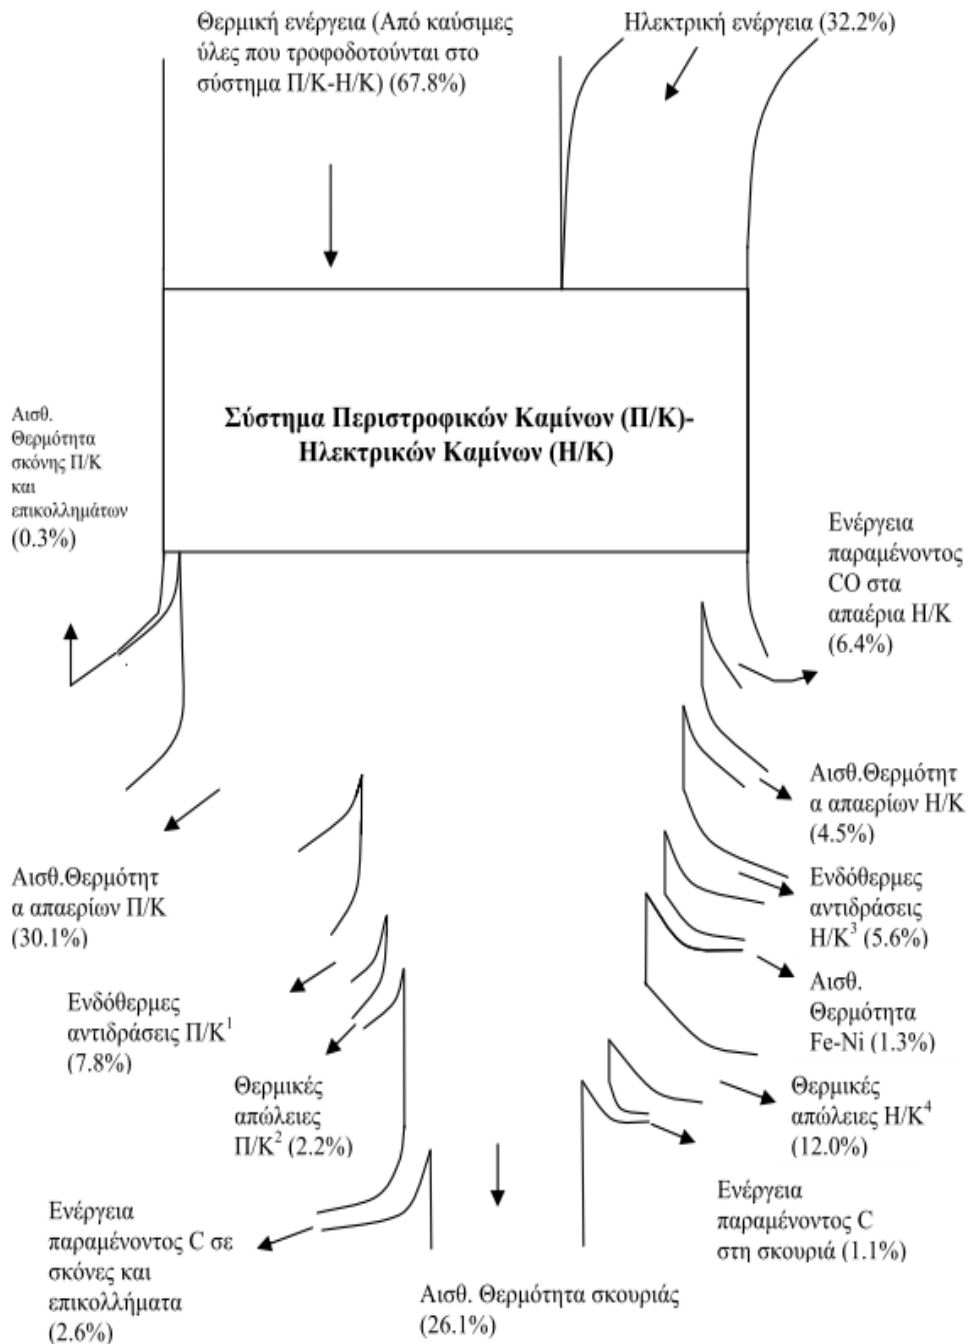 Θερμική ενέργεια (Από καύσιμες
ύλες που τροφοδοτούνται στο
σύστημα Π/Κ-Η/Κ) (67.8%)
Ηλεκτρική ενέργεια (32.2%)
Σύστημα Περιστροφικών Καμίνων (Π/Κ)-
Ηλεκτρικών Καμίνων (Η/Κ)
Αισθ.
Θερμότητα
σκόνης Π/Κ
και
επικολλημάτων
(0.3%)
Ενέργεια
παραμένοντος
CO στα
απαέρια Η/Κ
(6.4%)
Αισθ.Θερμότητ
α απαερίων Η/Κ
(4.5%)
Αισθ.Θερμότητ
α απαερίων Π/Κ
(30.1%)
Ενδόθερμες
αντιδράσεις
Η/Κ³ (5.6%)
Αισθ.
Θερμότητα
Fe-Ni (1.3%)
Ενδόθερμες
αντιδράσεις Π/Κ¹
(7.8%)
Θερμικές
απώλειες
Π/Κ² (2.2%)
Θερμικές
απώλειες Η/Κ⁴
(12.0%)
Ενέργεια
παραμένοντος C
στη σκουριά (1.1%)
Ενέργεια
παραμένοντος C σε
σκόνες και
επικολλήματα
(2.6%)
Αισθ. Θερμότητα σκουριάς
(26.1%)